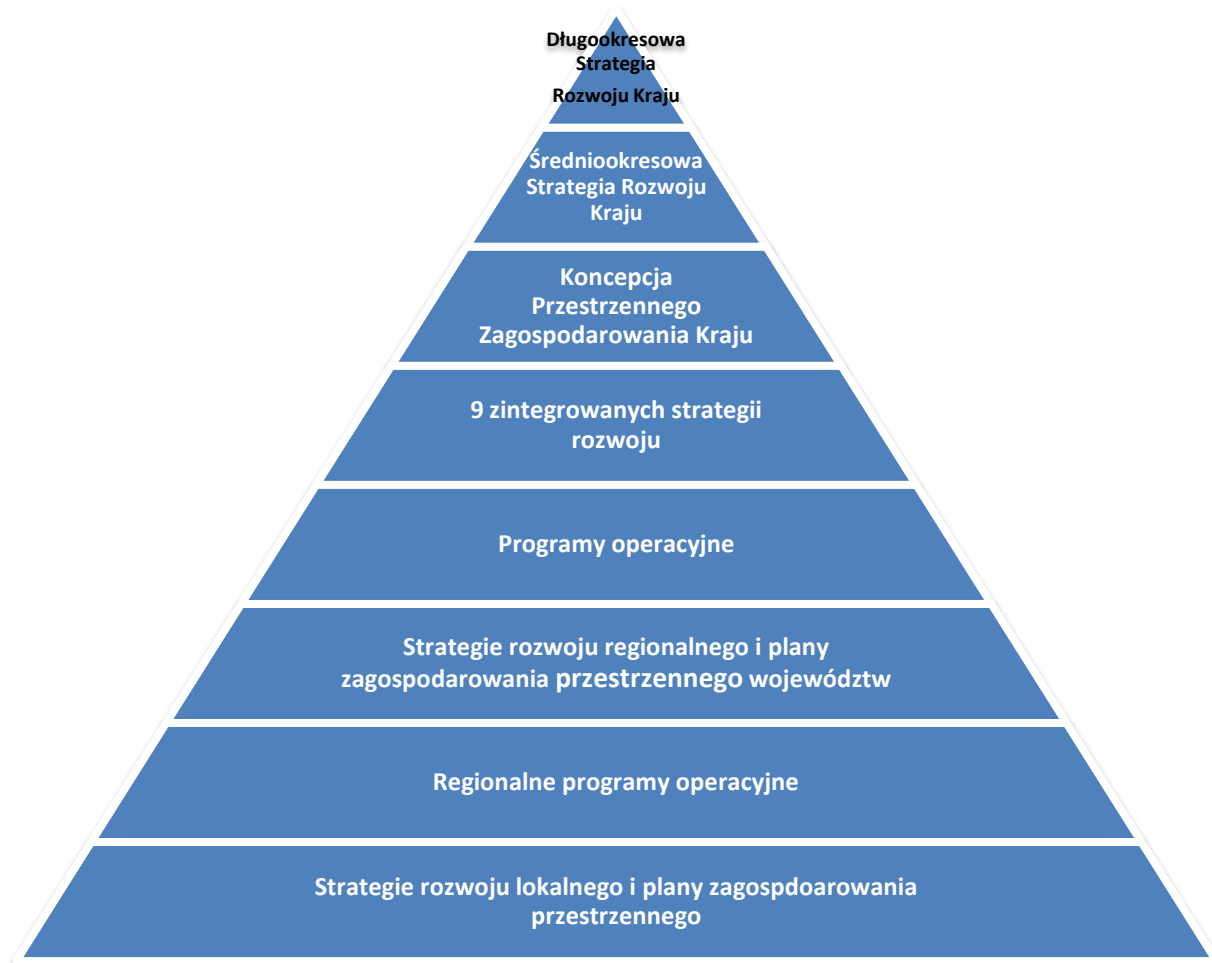 Długookresowa
Strategia
Rozwoju Kraju
Średniookresowa
Strategia Rozwoju
Kraju
Koncepcja
Przestrzennego
Zagospodarowania Kraju
9 zintegrowanych strategii
rozwoju
Programy operacyjne
Strategie rozwoju regionalnego i plany
zagospodarowania przestrzennego województw
Regionalne programy operacyjne
Strategie rozwoju lokalnego i plany zagospdoarowania
przestrzennego